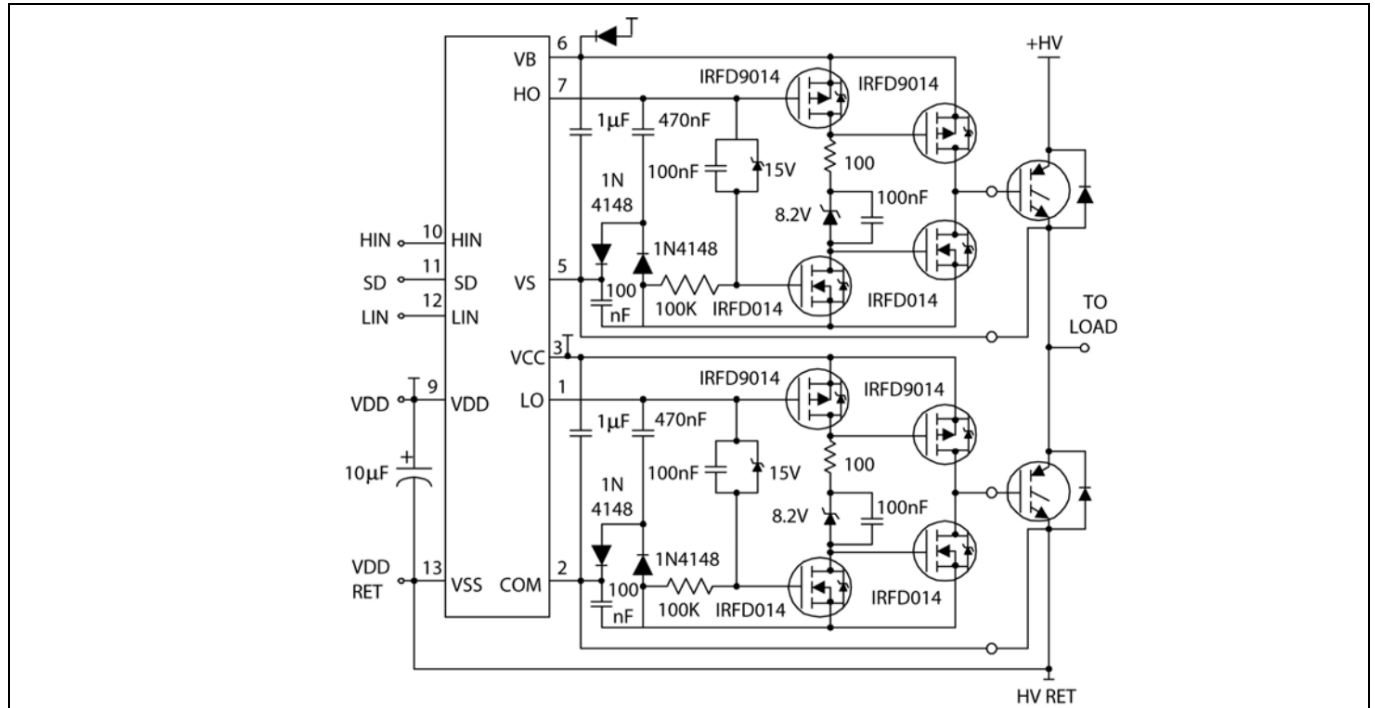 +HV
6
VB
7
HO
IRFD9014
IRFD9014
1μF
470nF
100nF
15V
100
100nF
8.2V
1N
4148
1N4148
HIN
10
HIN
SD
11
SD
LIN
12
LIN
5
VS
100
nF
100K
IRFD014
IRFD014
TO
LOAD
VCC
3
IRFD9014
IRFD9014
VDD
9
VDD
LO
1
1μF
470nF
100nF
15V
100
100nF
8.2V
+
10μF
1N
4148
1N4148
VDD
RET
13
VSS
COM
2
100
nF
100K
IRFD014
IRFD014
HV RET